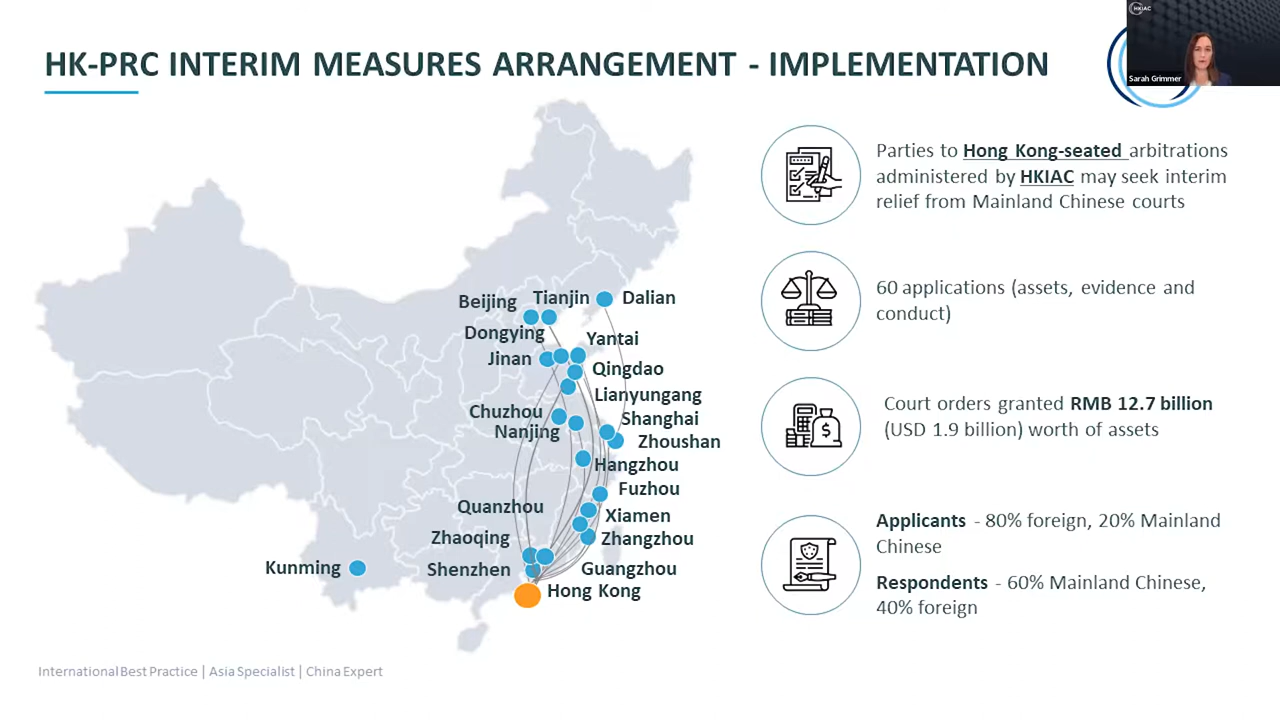 HKIAC
Sarah Grimmer
HK-PRC INTERIM MEASURES ARRANGEMENT - IMPLEMENTATION
Beijing
Tianjin
Dalian
Dongying
Yantai
Jinan
Qingdao
Lianyungang
Chuzhou
Shanghai
Nanjing
Zhoushan
Hangzhou
Fuzhou
Quanzhou
Xiamen
Zhaoqing
Zhangzhou
Kunming
Shenzhen
Guangzhou
Hong Kong
Parties to Hong Kong-seated arbitrations
administered by HKIAC may seek interim
relief from Mainland Chinese courts
60 applications (assets, evidence and
conduct)
$
Court orders granted RMB 12.7 billion
(USD 1.9 billion) worth of assets
Applicants - 80% foreign, 20% Mainland
Chinese
Respondents - 60% Mainland Chinese,
40% foreign
International Best Practice | Asia Specialist | China Expert